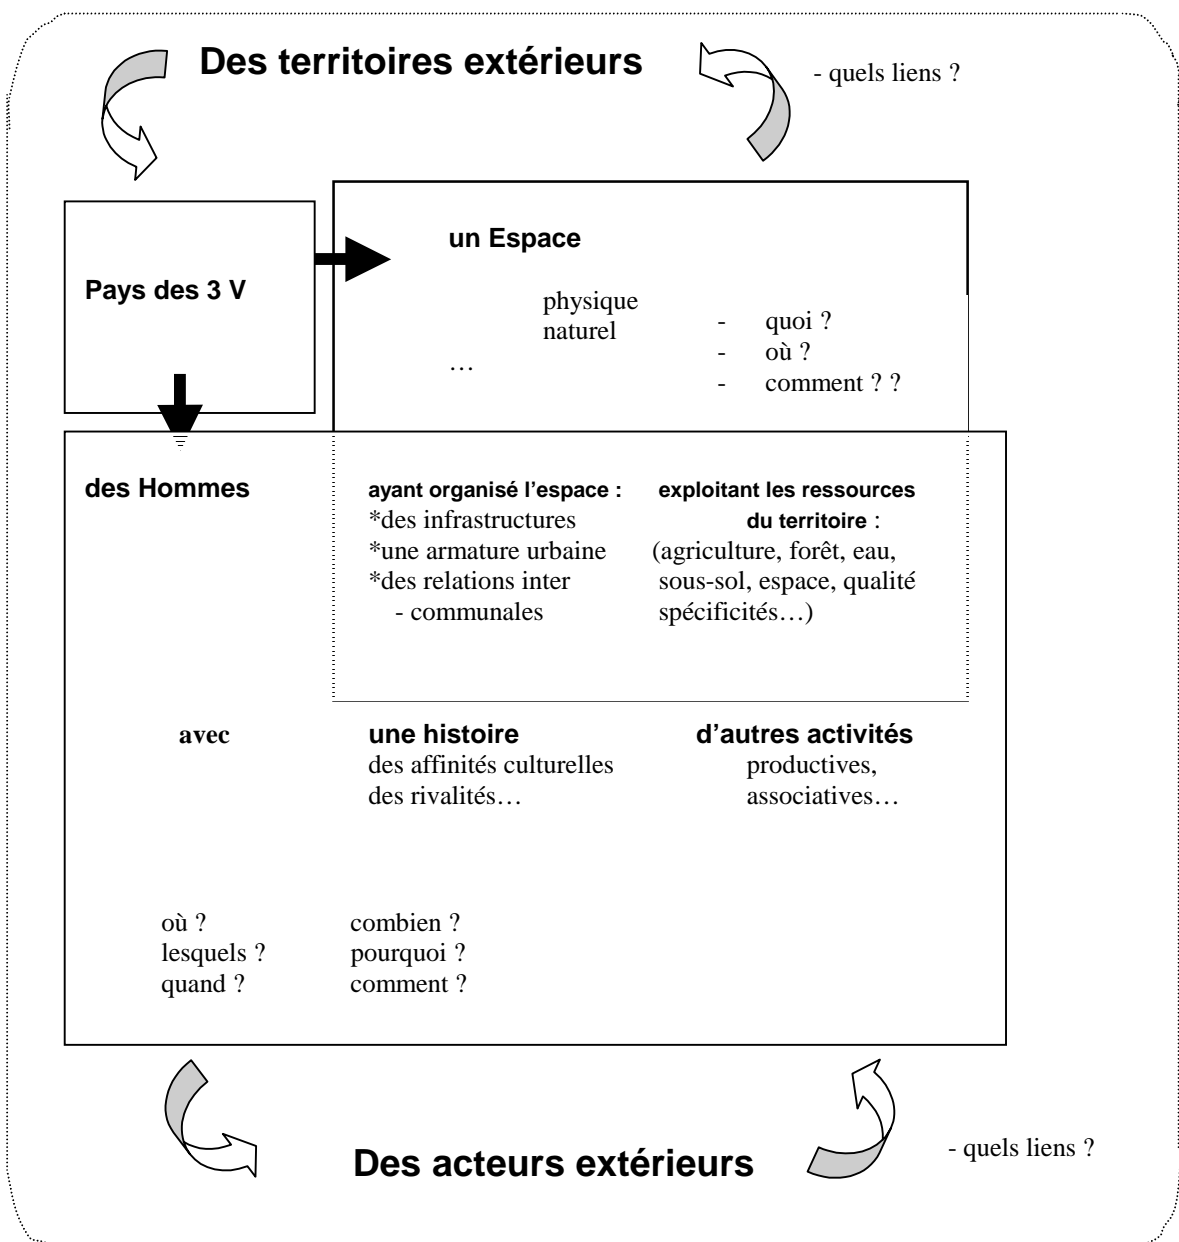 Des territoires extérieurs
- quels liens ?
un Espace
Pays des 3 V
physique
naturel
- quoi ?
- où ?
…
- comment ? ?
des Hommes
ayant organisé l’espace :
*des infrastructures
*une armature urbaine
*des relations inter
- communales
exploitant les ressources
du territoire :
(agriculture, forêt, eau,
sous-sol, espace, qualité
spécificités…)
avec
une histoire
des affinités culturelles
des rivalités…
d’autres activités
productives,
associatives…
où ?
lesquels ?
quand ?
combien ?
pourquoi ?
comment ?
Des acteurs extérieurs
- quels liens ?